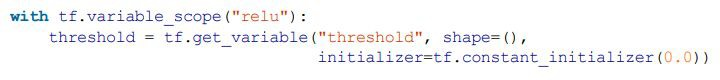 with tf.variable_scope("relu"):
    threshold = tf.get_variable("threshold", shape=(),
                                initializer=tf.constant_initializer(0.0))